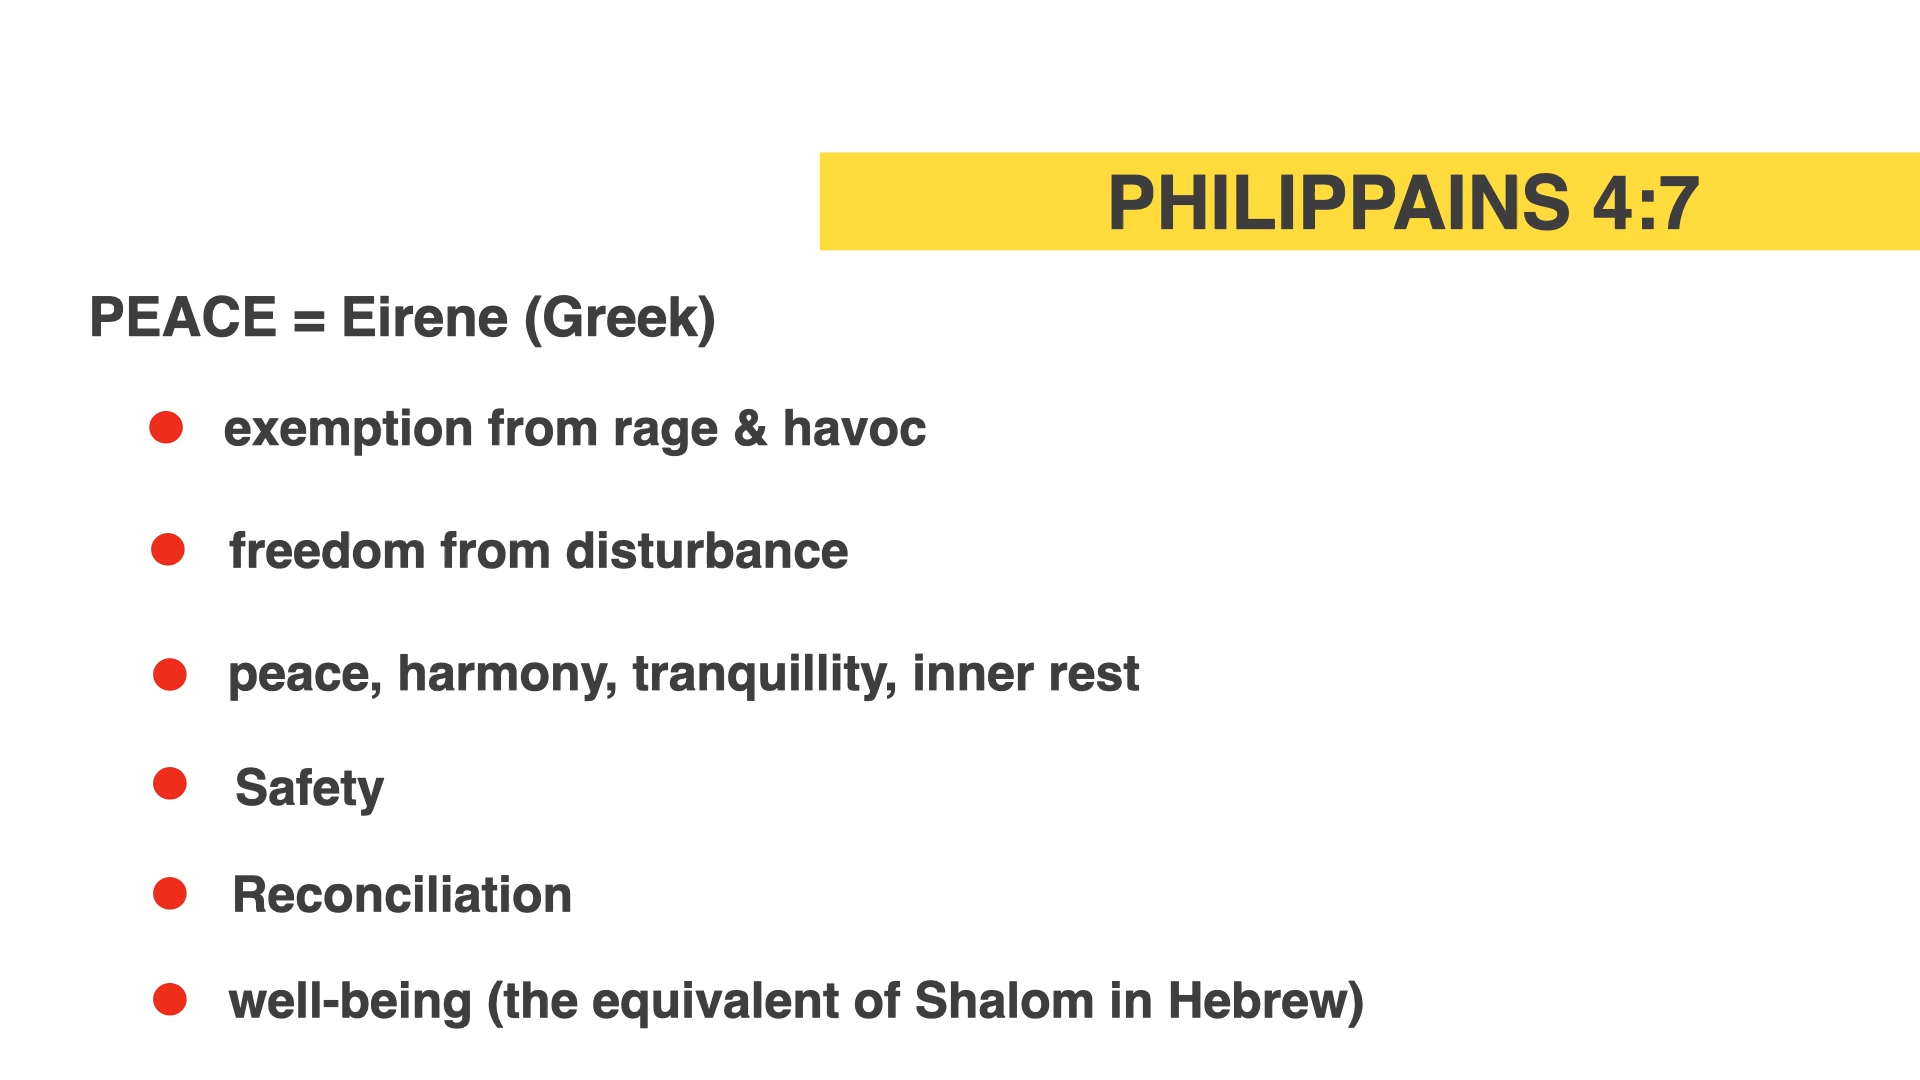 PHILIPPAINS 4:7
PEACE = Eirene (Greek)
exemption from rage & havoc
freedom from disturbance
peace, harmony, tranquillity, inner rest
Safety
Reconciliation
well-being (the equivalent of Shalom in Hebrew)